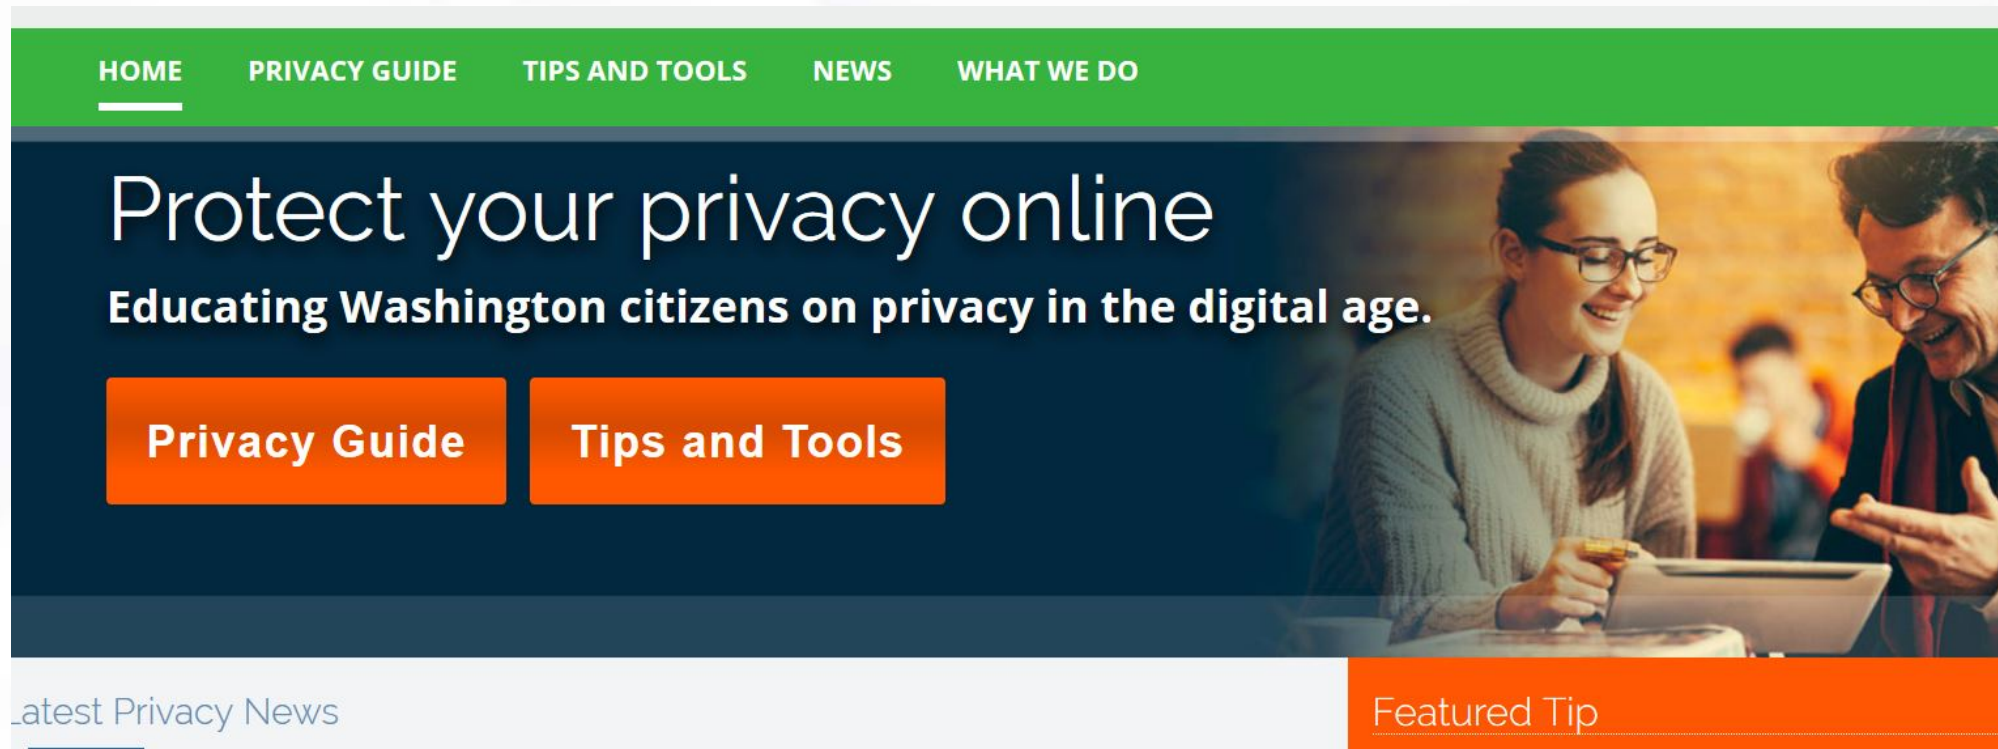 HOME PRIVACY GUIDE TIPS AND TOOLS NEWS WHAT WE DO
Protect your privacy online
Educating Washington citizens on privacy in the digital age.
Privacy Guide Tips and Tools
Latest Privacy News
Featured Tip